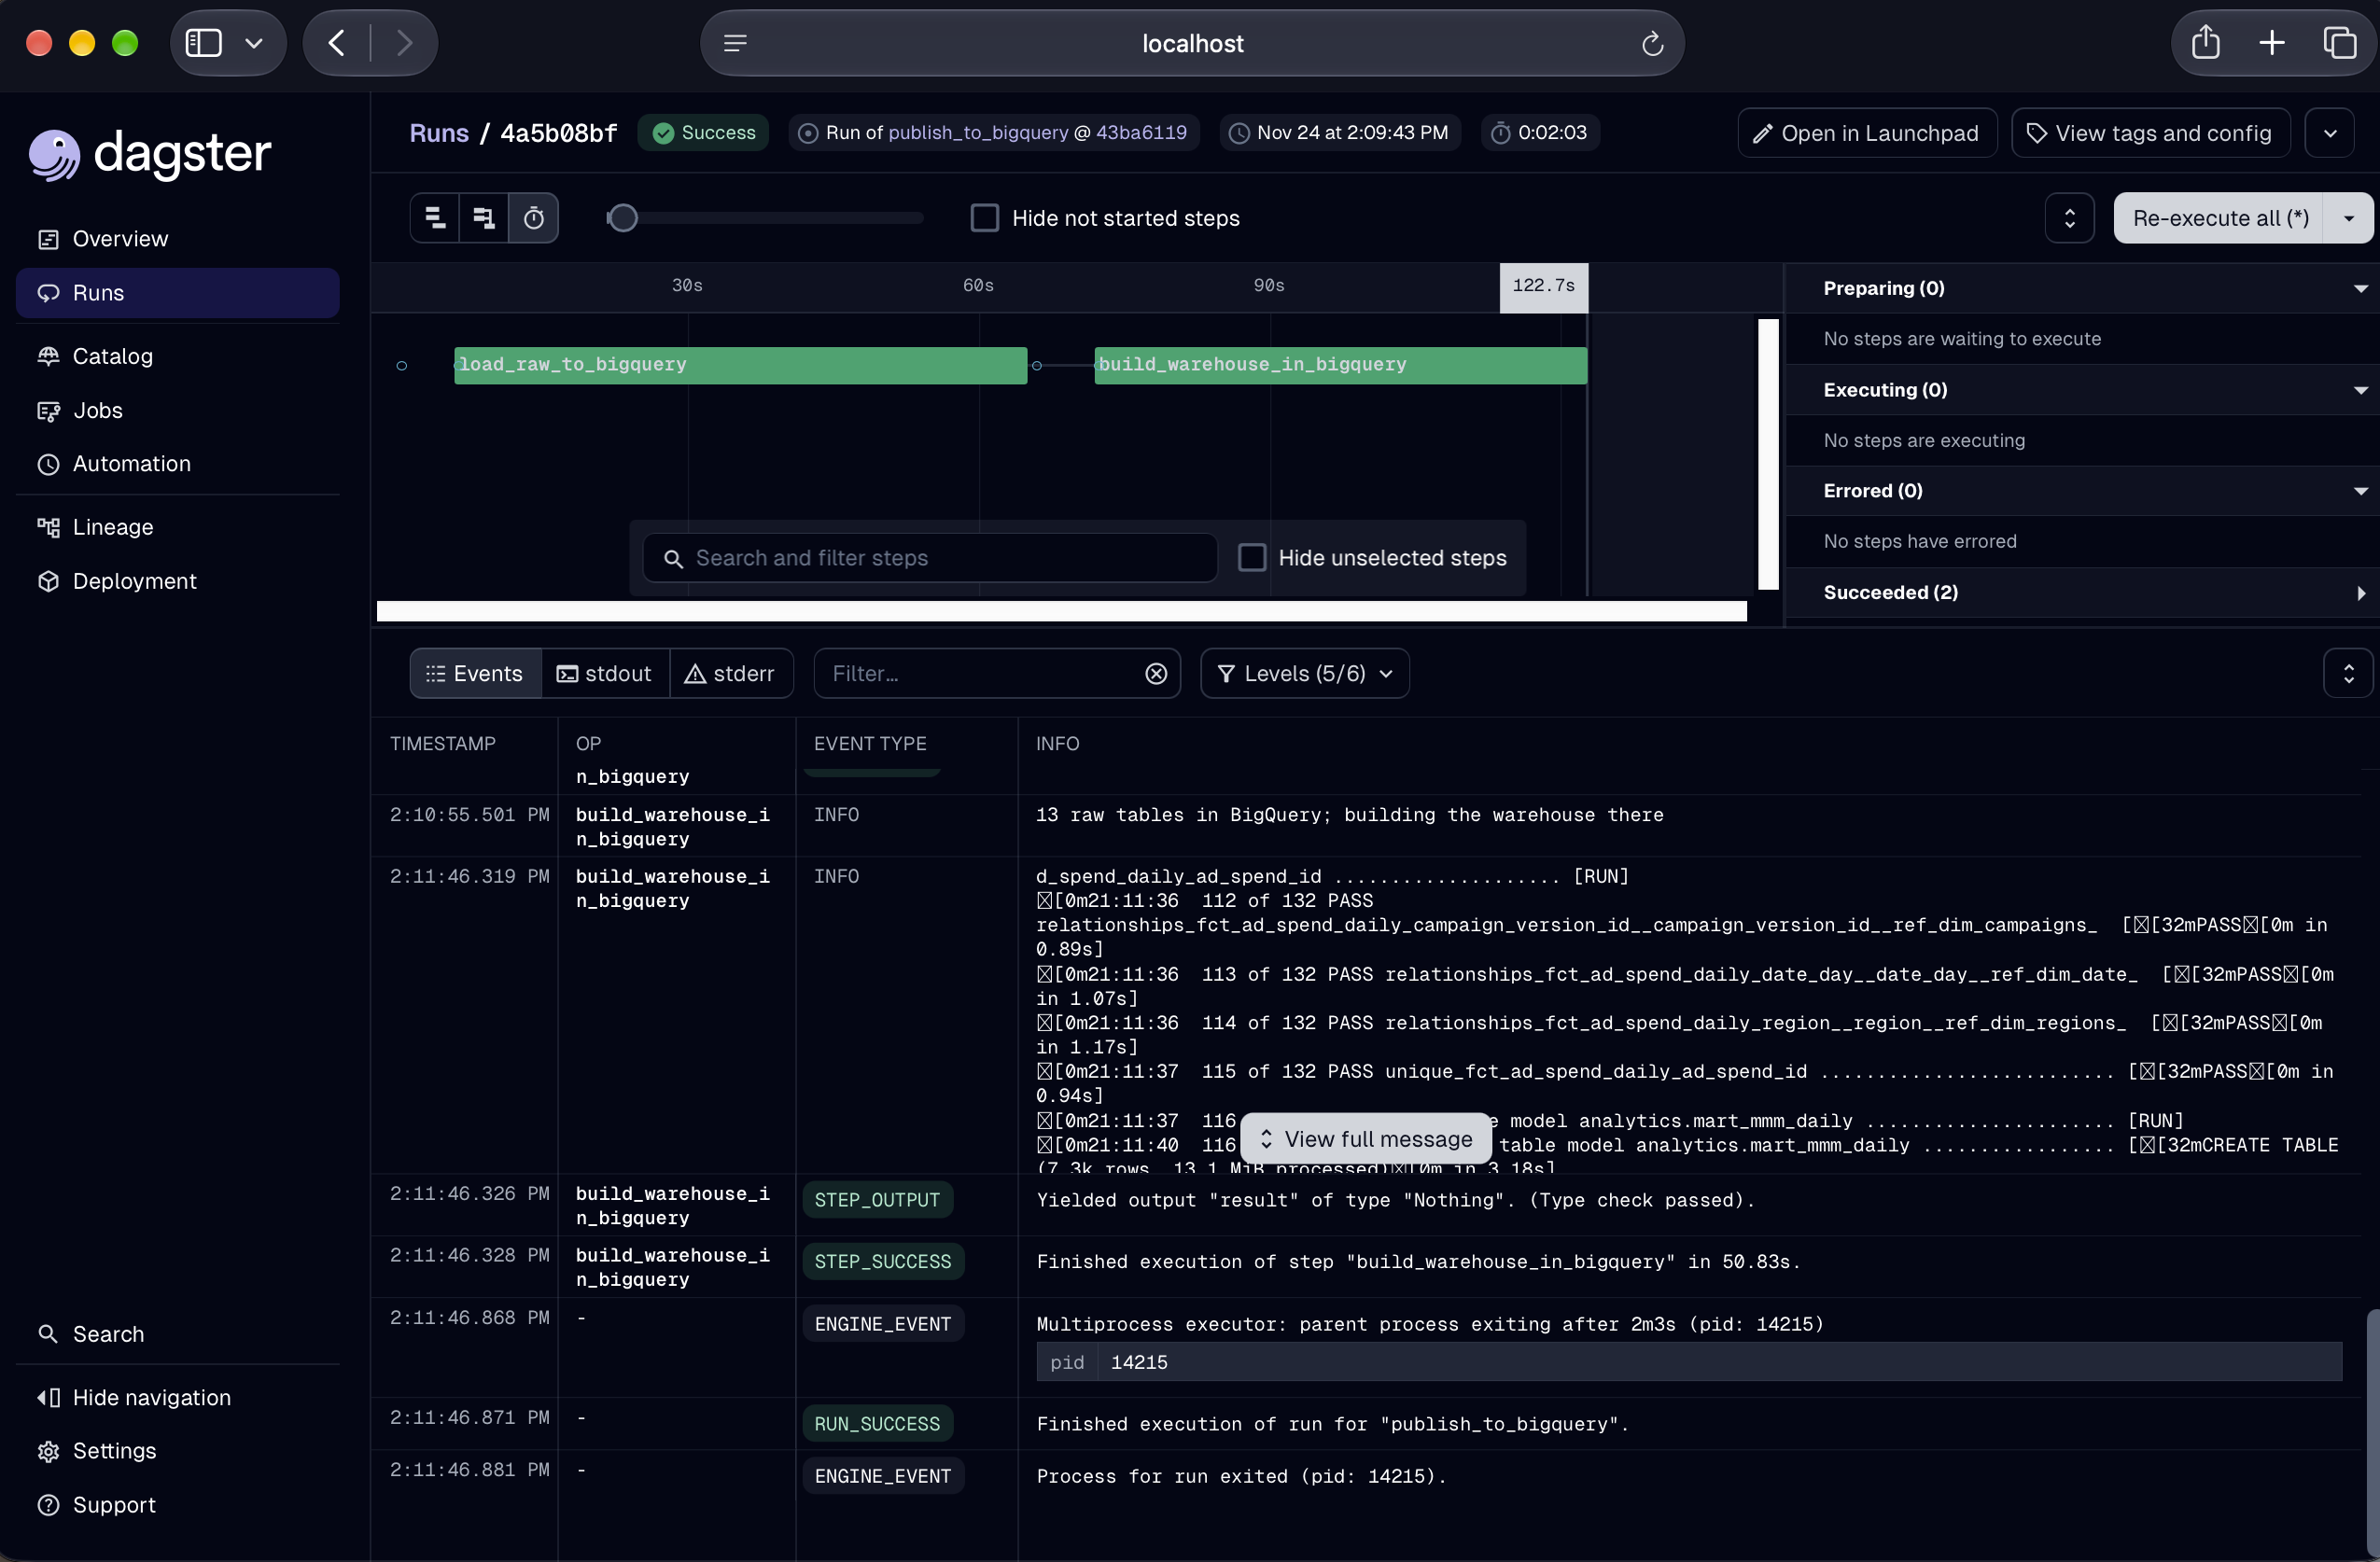 localhost
dagster
Overview
Runs
Catalog
Jobs
Automation
Lineage
Deployment
Search
Hide navigation
Settings
Support
Runs / 4a5b08bf
Success
Run of publish_to_bigquery @ 43ba6119
Nov 24 at 2:09:43 PM
0:02:03
Open in Launchpad
View tags and config
Hide not started steps
Re-execute all (*)
30s
60s
90s
122.7s
load_raw_to_bigquery
build_warehouse_in_bigquery
Search and filter steps
Hide unselected steps
Preparing (0)
No steps are waiting to execute
Executing (0)
No steps are executing
Errored (0)
No steps have errored
Succeeded (2)
Events
stdout
stderr
Filter...
Levels (5/6)
TIMESTAMP
OP
EVENT TYPE
INFO
n_bigquery
2:10:55.501 PM
build_warehouse_i
n_bigquery
INFO
13 raw tables in BigQuery; building the warehouse there
2:11:46.319 PM
build_warehouse_i
n_bigquery
INFO
d_spend_daily_ad_spend_id .................... [RUN]
[0m21:11:36  112 of 132 PASS
relationships_fct_ad_spend_daily_campaign_version_id__campaign_version_id__ref_dim_campaigns_  [[32mPASS[0m in
0.89s]
[0m21:11:36  113 of 132 PASS relationships_fct_ad_spend_daily_date_day__date_day__ref_dim_date_  [[32mPASS[0m
in 1.07s]
[0m21:11:36  114 of 132 PASS relationships_fct_ad_spend_daily_region__region__ref_dim_regions_  [[32mPASS[0m
in 1.17s]
[0m21:11:37  115 of 132 PASS unique_fct_ad_spend_daily_ad_spend_id .......................... [[32mPASS[0m in
0.94s]
[0m21:11:37  116 model analytics.mart_mmm_daily ...................... [RUN]
[0m21:11:40  116 table model analytics.mart_mmm_daily ................. [[32mCREATE TABLE
(7.3k rows, 13.1 MiB processed)[0m in 3.18s]
View full message
2:11:46.326 PM
build_warehouse_i
n_bigquery
STEP_OUTPUT
Yielded output "result" of type "Nothing". (Type check passed).
2:11:46.328 PM
build_warehouse_i
n_bigquery
STEP_SUCCESS
Finished execution of step "build_warehouse_in_bigquery" in 50.83s.
2:11:46.868 PM
-
ENGINE_EVENT
Multiprocess executor: parent process exiting after 2m3s (pid: 14215)
pid 14215
2:11:46.871 PM
-
RUN_SUCCESS
Finished execution of run for "publish_to_bigquery".
2:11:46.881 PM
-
ENGINE_EVENT
Process for run exited (pid: 14215).